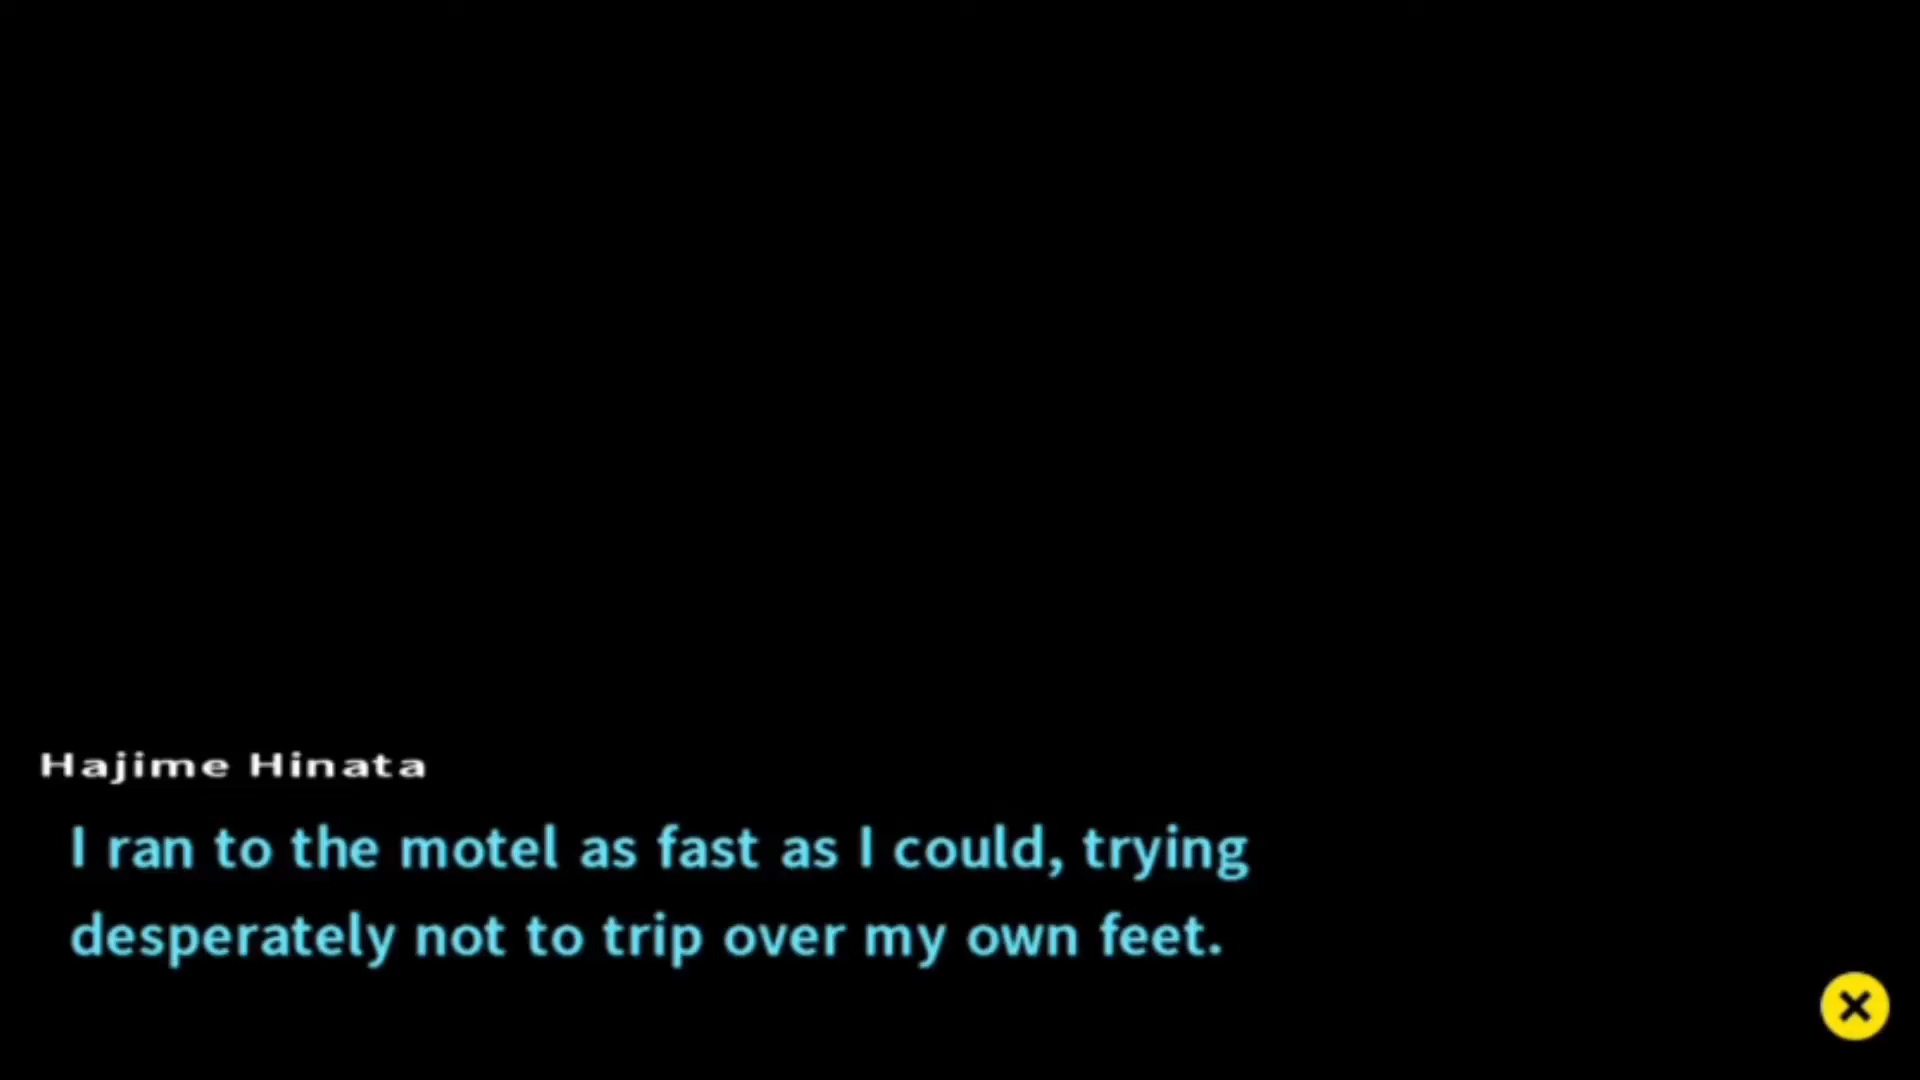 Hajime Hinata
I ran to the motel as fast as I could, trying
desperately not to trip over my own feet.